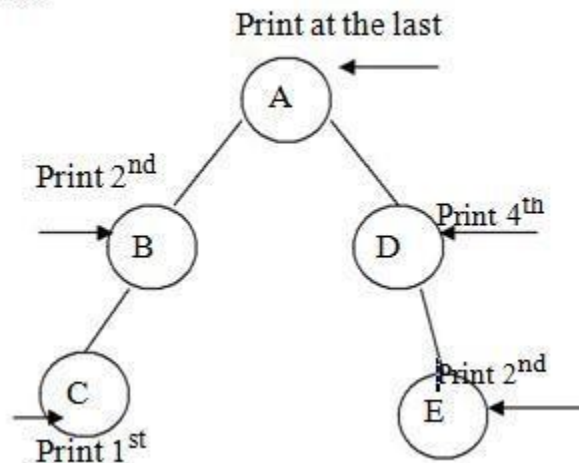 Print at the last
A
Print 2nd
Print 4th
B
D
Print 2nd
C
E
Print 1st